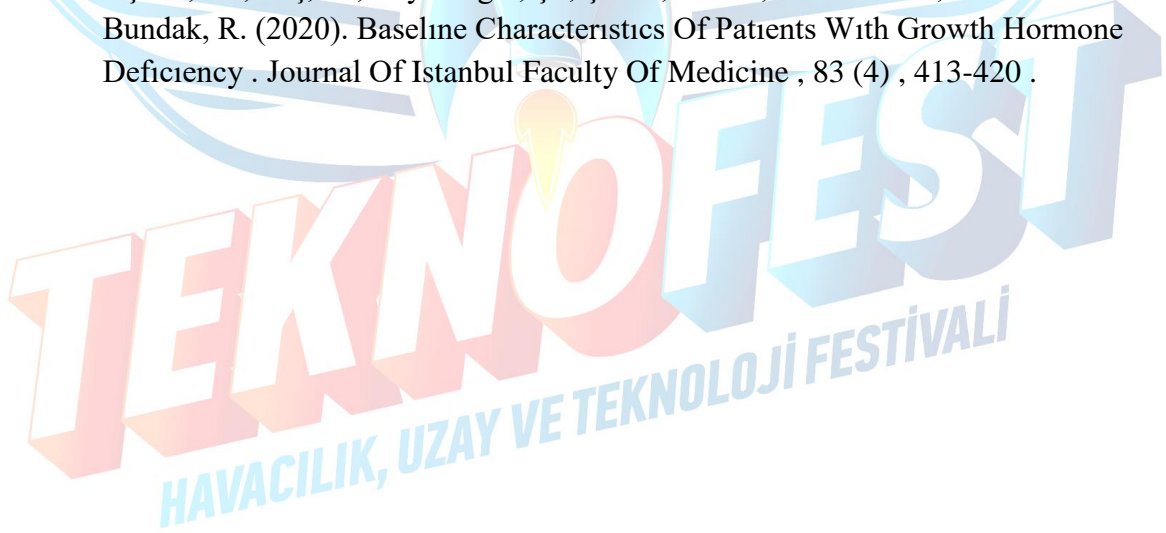 Bundak, R. (2020). Baselıne Characterıstıcs Of Patıents Wıth Growth Hormone
Defıcıency . Journal Of Istanbul Faculty Of Medicine , 83 (4) , 413-420 .
TEKNOFEST
HAVACILIK, UZAY VE TEKNOLOJİ FESTİVALİ